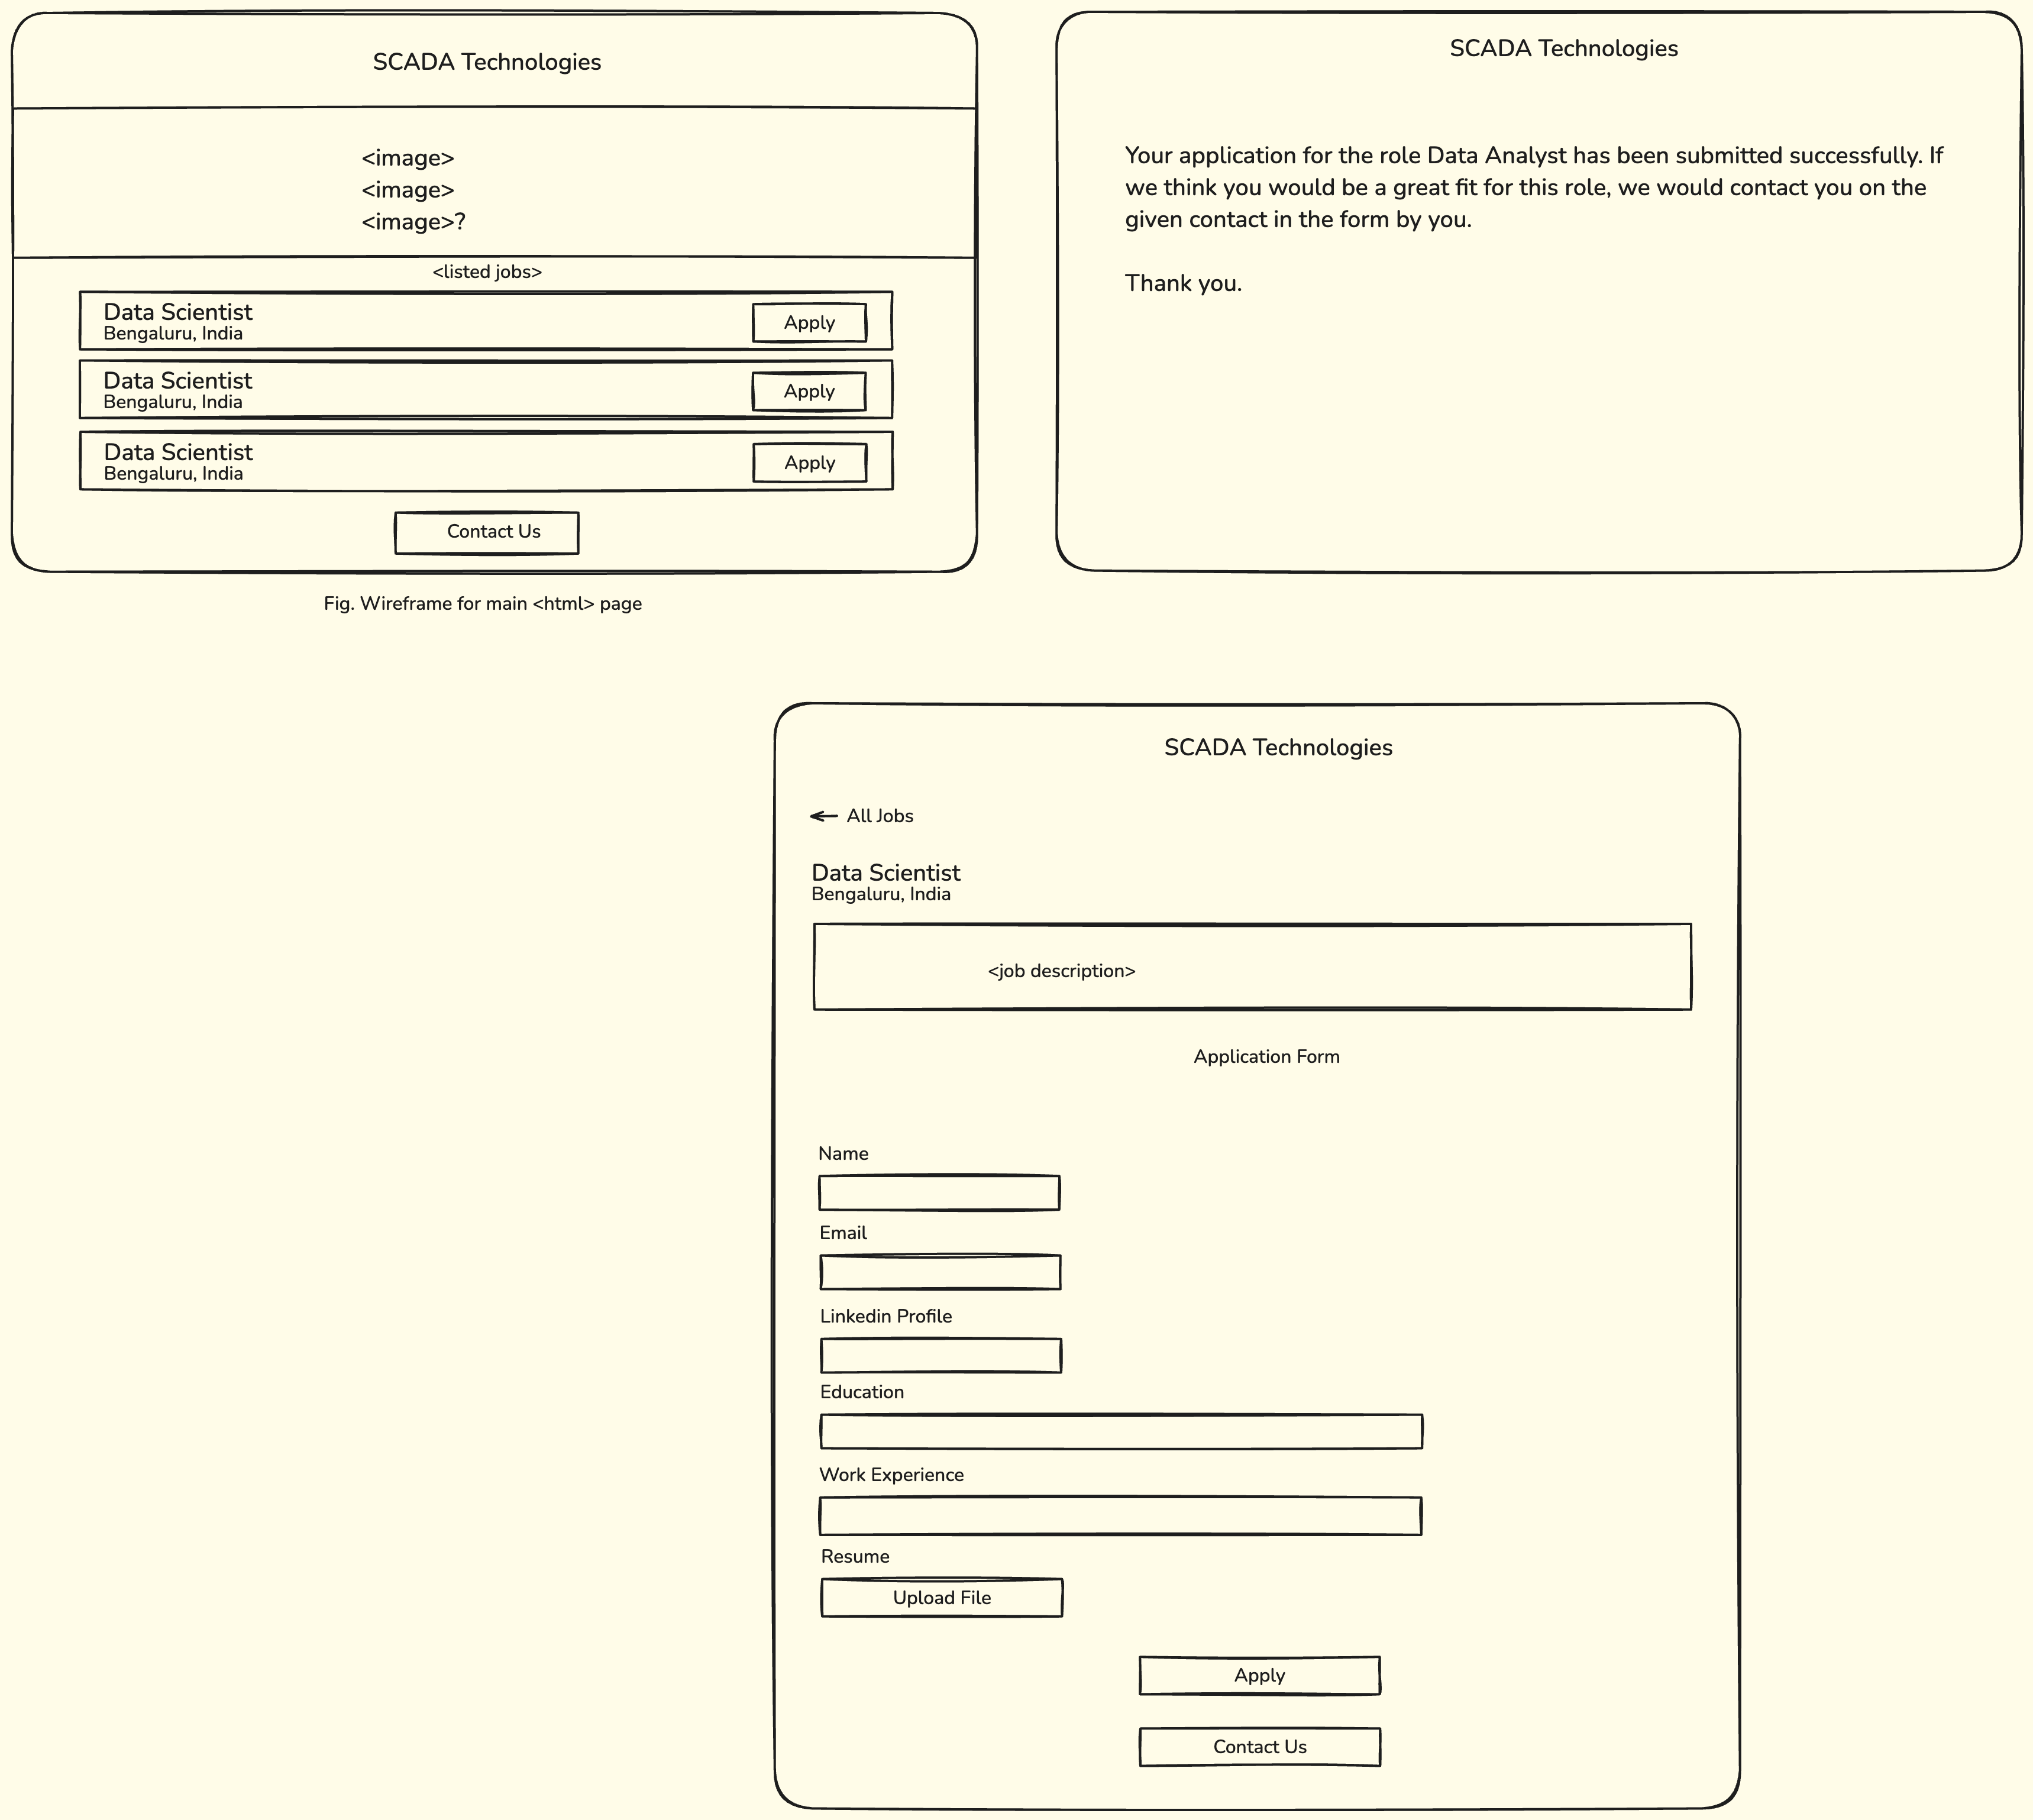 SCADA Technologies
<image>
<image>
<image>?
<listed jobs>
Data Scientist
Bengaluru, India
Apply
Data Scientist
Bengaluru, India
Apply
Data Scientist
Bengaluru, India
Apply
Contact Us
Fig. Wireframe for main <html> page
SCADA Technologies
Your application for the role Data Analyst has been submitted successfully. If
we think you would be a great fit for this role, we would contact you on the
given contact in the form by you.
Thank you.
SCADA Technologies
All Jobs
Data Scientist
Bengaluru, India
<job description>
Application Form
Name
Email
Linkedin Profile
Education
Work Experience
Resume
Upload File
Apply
Contact Us